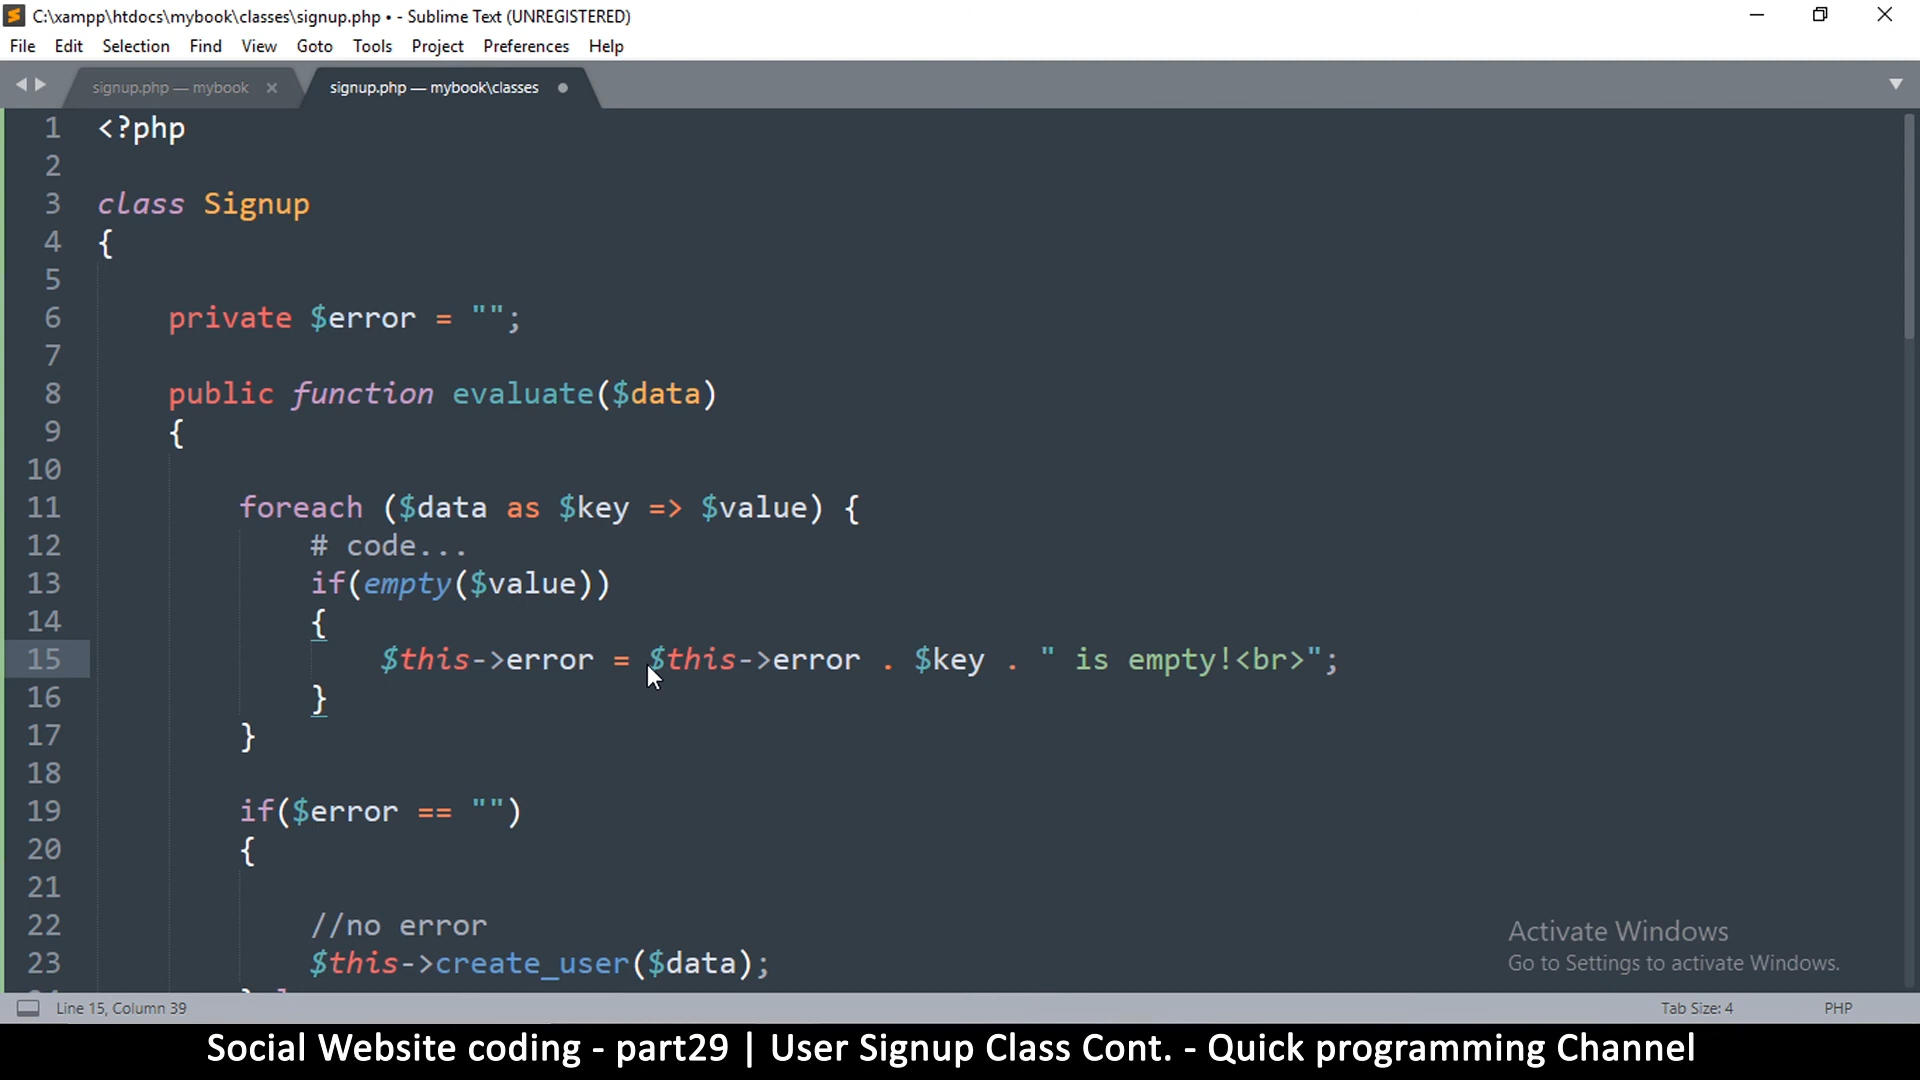 C:\xampp\htdocs\mybook\classes\signup.php • - Sublime Text (UNREGISTERED)
File Edit Selection Find View Goto Tools Project Preferences Help
signup.php — mybook signup.php — mybook\classes
1 <?php
2
3 class Signup
4 {
5
6 private $error = "";
7
8 public function evaluate($data)
9 {
10
11 foreach ($data as $key => $value) {
12 # code...
13 if(empty($value))
14 {
15 $this->error = $this->error . $key . " is empty!<br>";
16 }
17 }
18
19 if($error == "")
20 {
21
22 //no error
23 $this->create_user($data);
Activate Windows
Go to Settings to activate Windows.
Line 15, Column 39 Tab Size: 4 PHP
Social Website coding - part29 | User Signup Class Cont. - Quick programming Channel